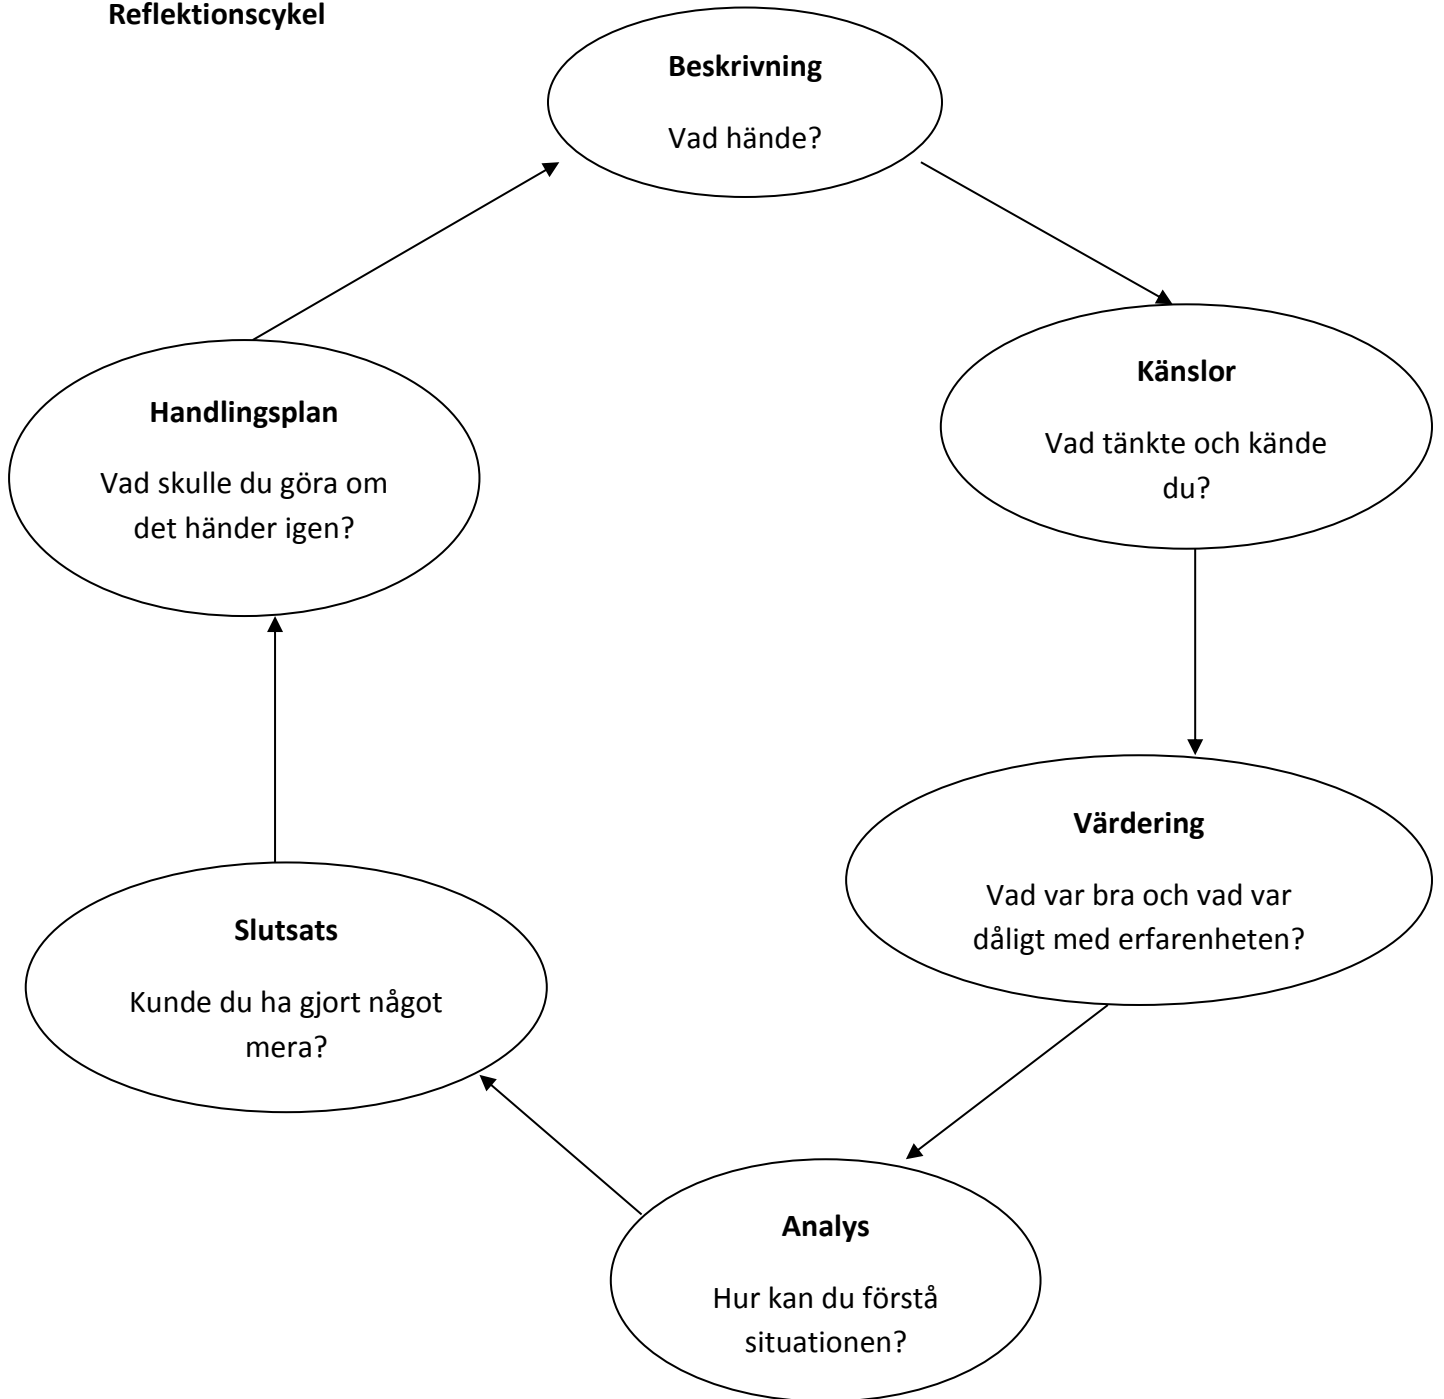 Reflektionscykel
Beskrivning
Vad hände?
Känslor
Vad tänkte och kände
du?
Värdering
Vad var bra och vad var
dåligt med erfarenheten?
Analys
Hur kan du förstå
situationen?
Slutsats
Kunde du ha gjort något
mera?
Handlingsplan
Vad skulle du göra om
det händer igen?